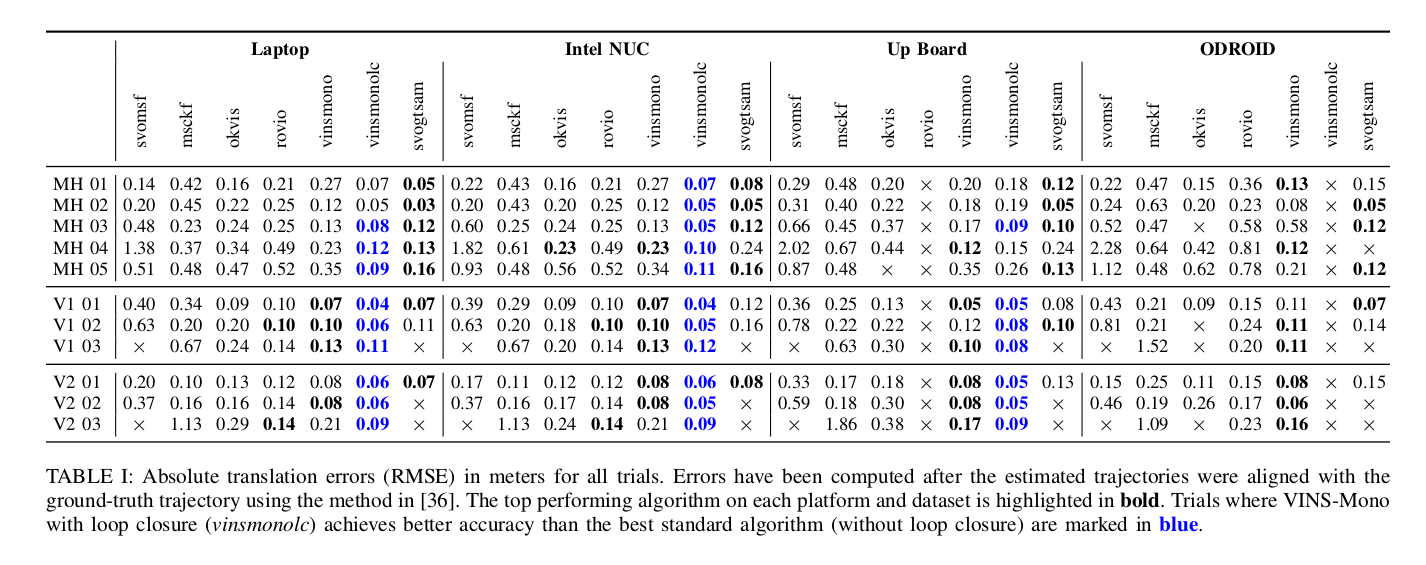 Laptop Intel NUC Up Board ODROID
svomsf msckf okvis rovio vinsmono vinsmonolc svogtsam svomsf msckf okvis rovio vinsmono vinsmonolc svogtsam svomsf msckf okvis rovio vinsmono vinsmonolc svogtsam svomsf msckf okvis rovio vinsmono vinsmonolc svogtsam
MH 01 0.14 0.42 0.16 0.21 0.27 0.07 0.05 0.22 0.43 0.16 0.21 0.27 0.07 0.08 0.29 0.48 0.20 × 0.20 0.18 0.12 0.22 0.47 0.15 0.36 0.13 × 0.15
MH 02 0.20 0.45 0.22 0.25 0.12 0.05 0.03 0.20 0.43 0.20 0.25 0.12 0.05 0.05 0.31 0.40 0.22 × 0.18 0.19 0.05 0.24 0.63 0.20 0.23 0.08 × 0.05
MH 03 0.48 0.23 0.24 0.25 0.13 0.08 0.12 0.60 0.25 0.24 0.25 0.13 0.05 0.12 0.66 0.45 0.37 × 0.17 0.09 0.10 0.52 0.47 × 0.58 0.58 × 0.12
MH 04 1.38 0.37 0.34 0.49 0.23 0.12 0.13 1.82 0.61 0.23 0.49 0.23 0.10 0.24 2.02 0.67 0.44 × 0.12 0.15 0.24 2.28 0.64 0.42 0.81 0.12 × ×
MH 05 0.51 0.48 0.47 0.52 0.35 0.09 0.16 0.93 0.48 0.56 0.52 0.34 0.11 0.16 0.87 0.48 × × 0.35 0.26 0.13 1.12 0.48 0.62 0.78 0.21 × 0.12
V1 01 0.40 0.34 0.09 0.10 0.07 0.04 0.07 0.39 0.29 0.09 0.10 0.07 0.04 0.12 0.36 0.25 0.13 × 0.05 0.05 0.08 0.43 0.21 0.09 0.15 0.11 × 0.07
V1 02 0.63 0.20 0.20 0.10 0.10 0.06 0.11 0.63 0.20 0.18 0.10 0.10 0.05 0.16 0.78 0.22 0.22 × 0.12 0.08 0.10 0.81 0.21 × 0.24 0.11 × 0.14
V1 03 × 0.67 0.24 0.14 0.13 0.11 × × 0.67 0.20 0.14 0.13 0.12 × × 0.63 0.30 × 0.10 0.08 × × 1.52 × 0.20 0.11 × ×
V2 01 0.20 0.10 0.13 0.12 0.08 0.06 0.07 0.17 0.11 0.12 0.12 0.08 0.06 0.08 0.33 0.17 0.18 × 0.08 0.05 0.13 0.15 0.25 0.11 0.15 0.08 × 0.15
V2 02 0.37 0.16 0.16 0.14 0.08 0.06 × 0.37 0.16 0.17 0.14 0.08 0.05 × 0.59 0.18 0.30 × 0.08 0.05 × 0.46 0.19 0.26 0.17 0.06 × ×
V2 03 × 1.13 0.29 0.14 0.21 0.09 × × 1.13 0.24 0.14 0.21 0.09 × × 1.86 0.38 × 0.17 0.09 × × 1.09 × 0.23 0.16 × ×
TABLE I: Absolute translation errors (RMSE) in meters for all trials. Errors have been computed after the estimated trajectories were aligned with the
ground-truth trajectory using the method in [36]. The top performing algorithm on each platform and dataset is highlighted in bold. Trials where VINS-Mono
with loop closure (vinsmonolc) achieves better accuracy than the best standard algorithm (without loop closure) are marked in blue.